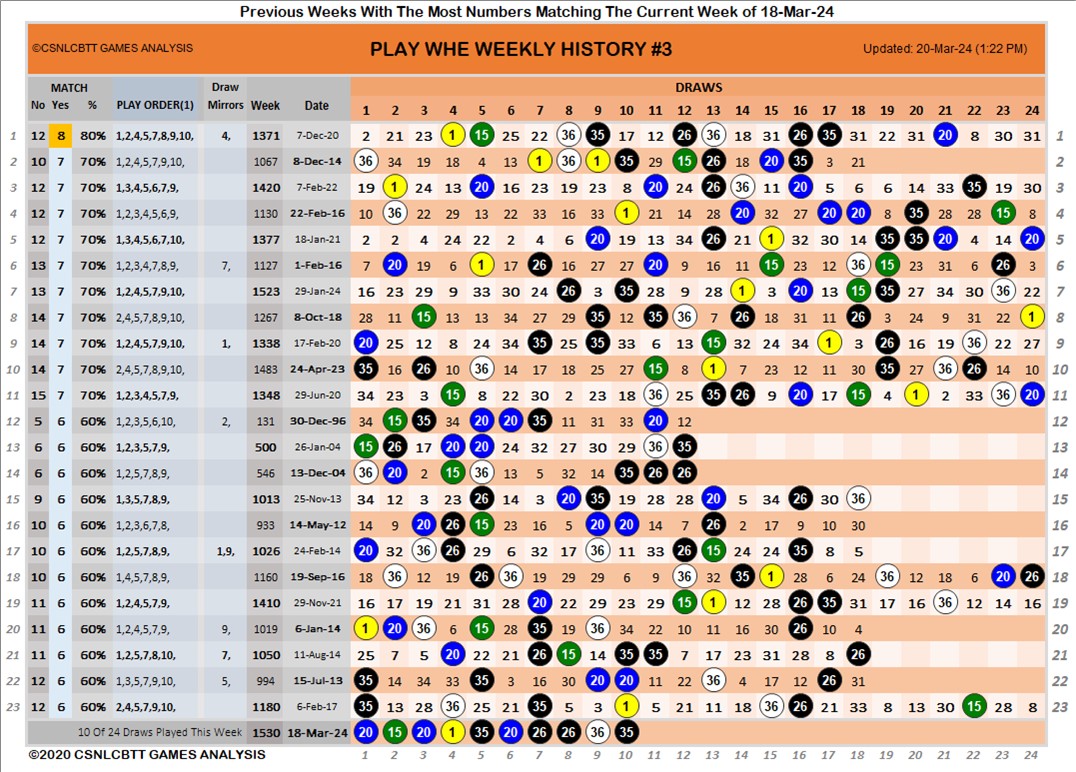 Previous Weeks With The Most Numbers Matching The Current Week of 18-Mar-24
©CSNLCBTT GAMES ANALYSIS PLAY WHE WEEKLY HISTORY #3 Updated: 20-Mar-24 (1:22 PM)
MATCH Draw DRAWS
No Yes % PLAY ORDER(1) Mirrors Week Date 1 2 3 4 5 6 7 8 9 10 11 12 13 14 15 16 17 18 19 20 21 22 23 24
1 12 8 80% 1,2,4,5,7,8,9,10, 4, 1371 7-Dec-20 2 21 23 1 15 25 22 36 35 17 12 26 36 18 31 26 35 31 22 31 20 8 30 31 1
2 10 7 70% 1,2,4,5,7,9,10, 1067 8-Dec-14 36 34 19 18 4 13 1 36 1 35 29 15 26 18 20 35 3 21 2
3 12 7 70% 1,3,4,5,6,7,9, 1420 7-Feb-22 19 1 24 13 20 16 23 19 23 8 20 24 26 36 11 20 5 6 6 14 33 35 19 30 3
4 12 7 70% 1,2,3,4,5,6,9, 1130 22-Feb-16 10 36 22 29 13 22 33 16 33 1 21 14 28 20 32 27 20 20 8 35 28 28 15 8 4
5 12 7 70% 1,3,4,5,6,7,10, 1377 18-Jan-21 2 2 4 24 22 2 4 6 20 19 13 34 26 21 1 32 30 14 35 35 20 4 14 20 5
6 13 7 70% 1,2,3,4,7,8,9, 7, 1127 1-Feb-16 7 20 19 6 1 17 26 16 27 27 20 9 16 11 15 23 12 36 15 23 31 6 26 3 6
7 13 7 70% 1,2,4,5,7,9,10, 1523 29-Jan-24 16 23 29 9 33 30 24 26 3 35 28 9 28 1 3 20 13 15 35 27 34 30 36 22 7
8 14 7 70% 2,4,5,7,8,9,10, 1267 8-Oct-18 28 11 15 13 13 34 27 29 35 12 35 36 7 26 18 31 11 26 3 24 9 31 22 1 8
9 14 7 70% 1,2,4,5,7,9,10, 1, 1338 17-Feb-20 20 25 12 8 24 34 35 25 35 33 6 13 15 32 24 34 1 3 26 16 19 36 22 27 9
10 14 7 70% 2,4,5,7,8,9,10, 1483 24-Apr-23 35 16 26 10 36 14 17 18 25 27 15 8 1 7 23 12 11 30 35 27 36 26 14 10 10
11 15 7 70% 1,2,3,4,5,7,9, 1348 29-Jun-20 34 23 3 15 8 22 30 2 23 18 36 25 35 26 9 20 17 15 4 1 2 33 36 20 11
12 5 6 60% 1,2,3,5,6,10, 2, 131 30-Dec-96 34 15 35 34 20 20 35 11 31 33 20 12 12
13 6 6 60% 1,2,3,5,7,9, 500 26-Jan-04 15 26 17 20 20 24 32 27 30 29 36 35 13
14 6 6 60% 1,2,5,7,8,9, 546 13-Dec-04 36 20 2 15 36 13 5 32 14 35 26 26 14
15 9 6 60% 1,3,5,7,8,9, 1013 25-Nov-13 34 12 3 23 26 14 3 20 35 19 28 28 20 5 34 26 30 36 15
16 10 6 60% 1,2,3,6,7,8, 933 14-May-12 14 9 20 26 15 23 16 5 20 20 14 7 26 2 17 9 10 30 16
17 10 6 60% 1,2,5,7,8,9, 1,9, 1026 24-Feb-14 20 32 36 26 29 6 32 17 36 11 33 26 15 24 24 35 8 5 17
18 10 6 60% 1,4,5,7,8,9, 1160 19-Sep-16 18 36 12 19 26 36 19 29 29 6 9 36 32 35 1 28 6 24 36 12 18 6 20 26 18
19 11 6 60% 1,2,4,5,7,9, 1410 29-Nov-21 16 17 19 21 31 28 20 22 29 23 29 15 1 12 28 26 35 31 17 16 36 12 14 16 19
20 11 6 60% 1,2,4,5,7,9, 9, 1019 6-Jan-14 1 20 36 6 15 28 35 19 36 34 22 10 11 16 30 26 10 4 20
21 11 6 60% 1,2,5,7,8,10, 7, 1050 11-Aug-14 25 7 5 20 22 21 26 15 14 35 35 7 17 23 31 28 8 26 21
22 12 6 60% 1,3,5,7,9,10, 5, 994 15-Jul-13 35 14 34 33 35 3 16 30 20 20 11 22 36 4 17 12 26 31 22
23 12 6 60% 2,4,5,7,9,10, 1180 6-Feb-17 35 13 28 36 25 21 35 5 3 1 5 21 11 18 36 26 21 33 8 13 30 15 28 8 23
10 Of 24 Draws Played This Week 1530 18-Mar-24 20 15 20 1 35 20 26 26 36 35
©2020 CSNLCBTT GAMES ANALYSIS 1 2 3 4 5 6 7 8 9 10 11 12 13 14 15 16 17 18 19 20 21 22 23 24